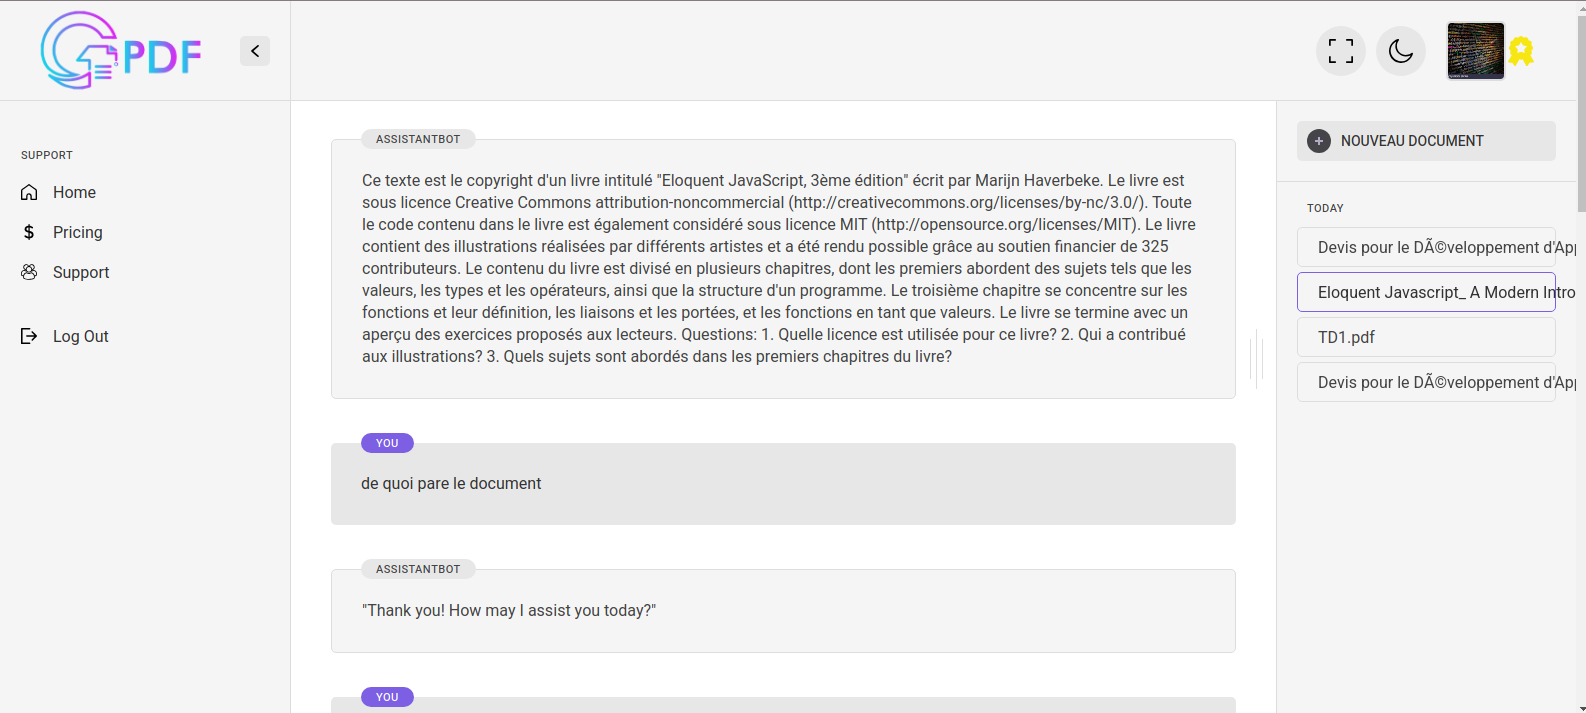 PDF
SUPPORT
Home
Pricing
Support
Log Out
ASSISTANTBOT
Ce texte est le copyright d'un livre intitulé "Eloquent JavaScript, 3ème édition" écrit par Marijn Haverbeke. Le livre est
sous licence Creative Commons attribution-noncommercial (http://creativecommons.org/licenses/by-nc/3.0/). Toute
le code contenu dans le livre est également considéré sous licence MIT (http://opensource.org/licenses/MIT). Le livre
contient des illustrations réalisées par différents artistes et a été rendu possible grâce au soutien financier de 325
contributeurs. Le contenu du livre est divisé en plusieurs chapitres, dont les premiers abordent des sujets tels que les
valeurs, les types et les opérateurs, ainsi que la structure d'un programme. Le troisième chapitre se concentre sur les
fonctions et leur définition, les liaisons et les portées, et les fonctions en tant que valeurs. Le livre se termine avec un
aperçu des exercices proposés aux lecteurs. Questions: 1. Quelle licence est utilisée pour ce livre? 2. Qui a contribué
aux illustrations? 3. Quels sujets sont abordés dans les premiers chapitres du livre?
YOU
de quoi pare le document
ASSISTANTBOT
"Thank you! How may I assist you today?"
YOU
NOUVEAU DOCUMENT
TODAY
Devis pour le DÃ©veloppement d'App
Eloquent Javascript_ A Modern Intro
TD1.pdf
Devis pour le DÃ©veloppement d'App